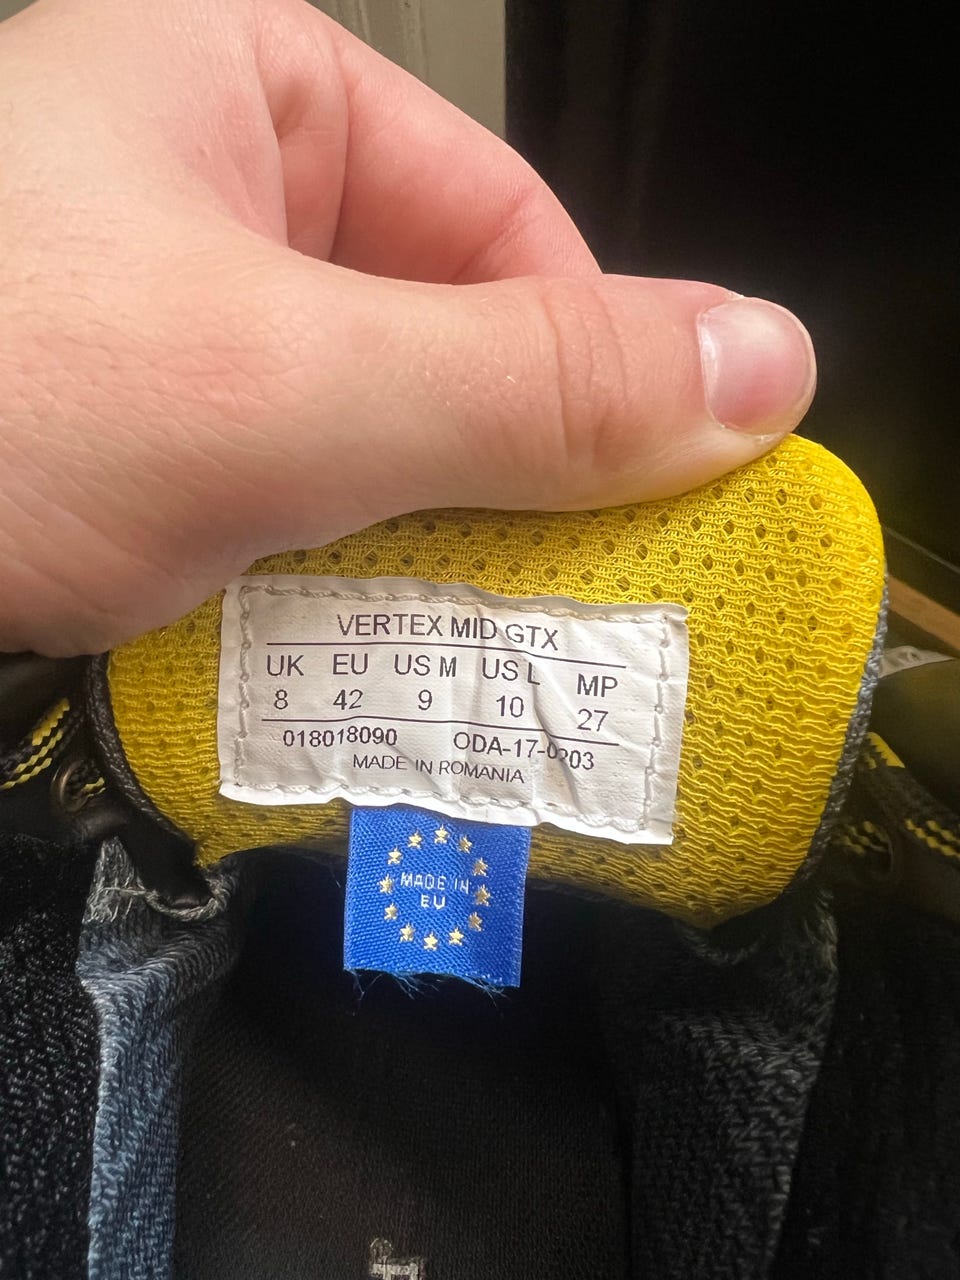 VERTEX MID GTX
UK EU US M US L MP
8 42 9 10 27
018018090 ODA-17-0203
MADE IN ROMANIA
MADE IN
EU